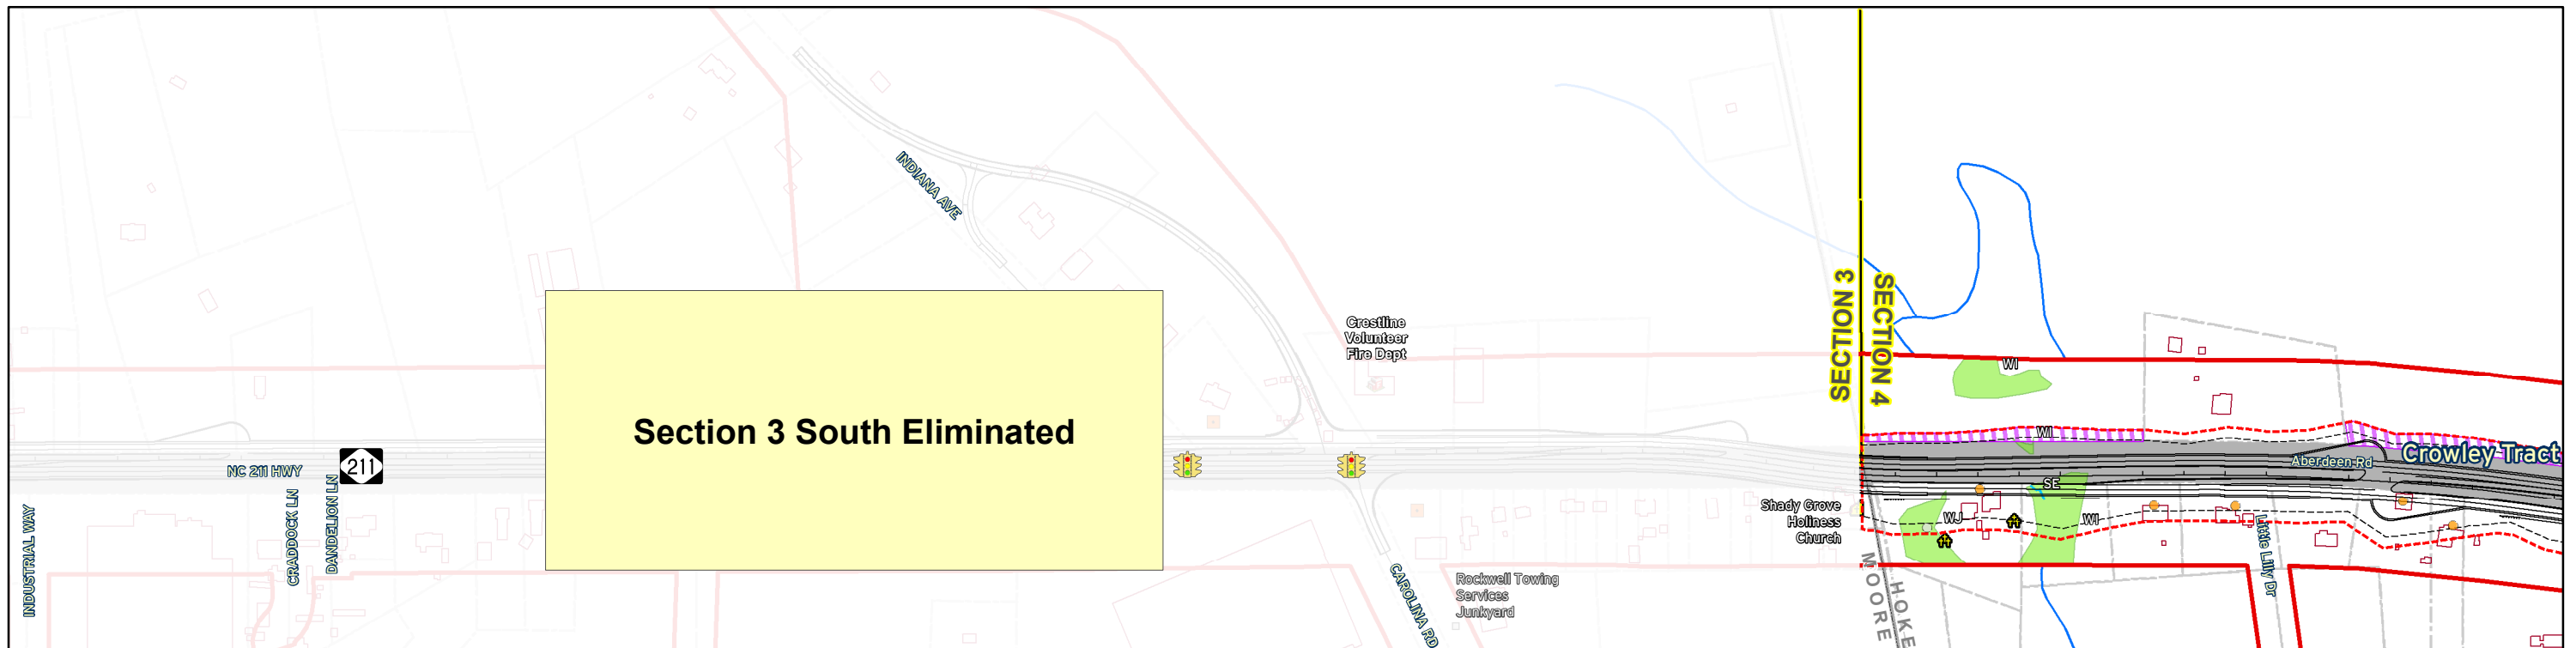 INDIANA AVE
Crestline
Volunteer
Fire Dept
SECTION 3
SECTION 4
WI
Section 3 South Eliminated
WI
Crowley Tract
Aberdeen Rd
NC 211 HWY
211
SE
Shady Grove
Holiness
Church
WJ
WI
INDUSTRIAL WAY
CRADDOCK LN
DANDELION LN
Little Lilly Dr
Rockwell Towing
Services
Junkyard
CAROLINA RD
MOORE
HOKE